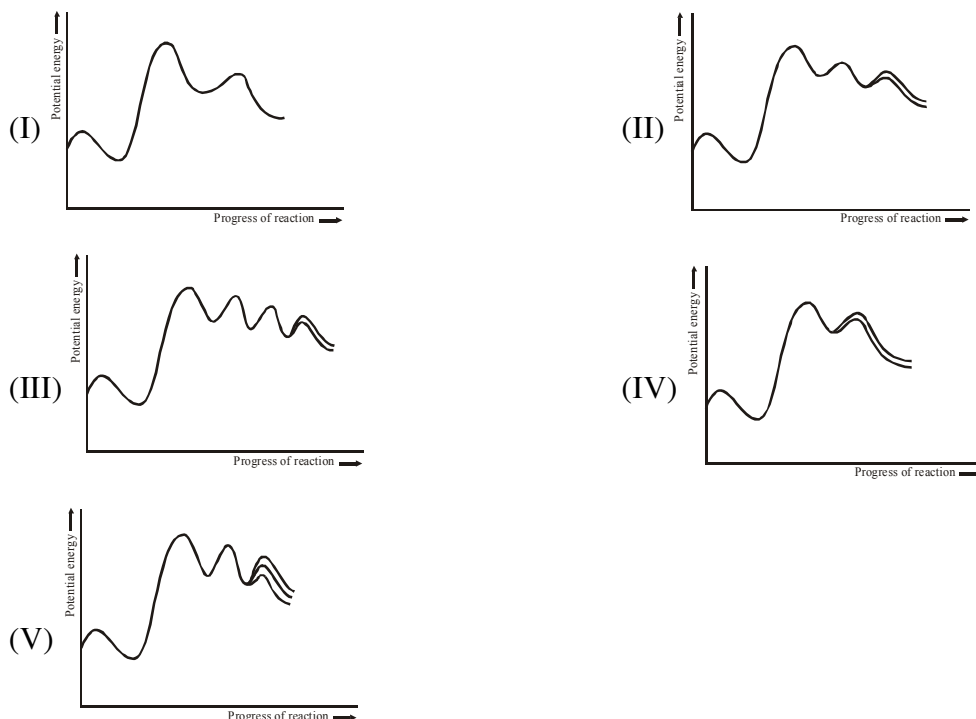 (I)
Potential energy
Progress of reaction
(II)
Potential energy
Progress of reaction
(III)
Potential energy
Progress of reaction
(IV)
Potential energy
Progress of reaction
(V)
Potential energy
Progress of reaction